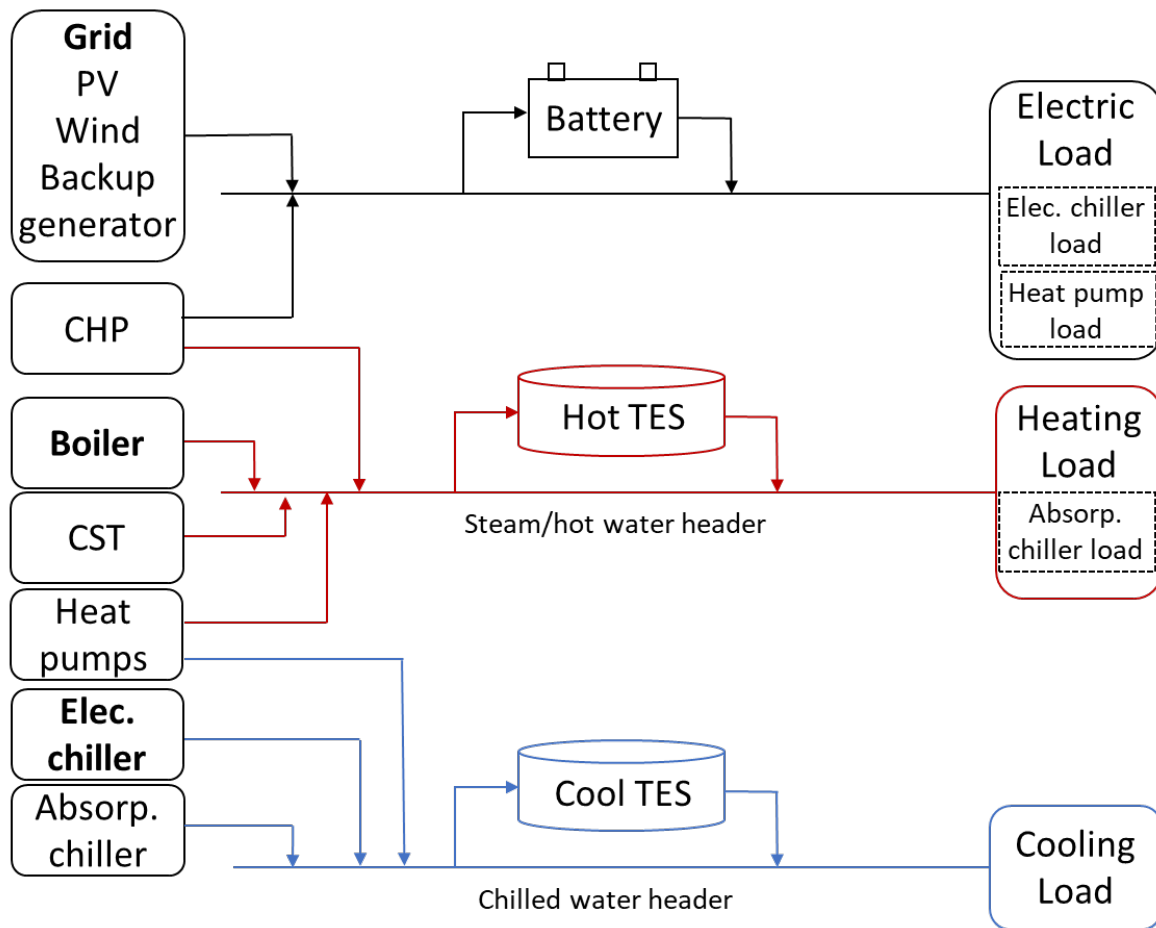 Grid
PV
Wind
Backup
generator
CHP
Boiler
CST
Heat
pumps
Elec.
chiller
Absorp.
chiller
Battery
Hot TES
Steam/hot water header
Cool TES
Chilled water header
Electric
Load
Elec. chiller
load
Heat pump
load
Heating
Load
Absorp.
chiller load
Cooling
Load